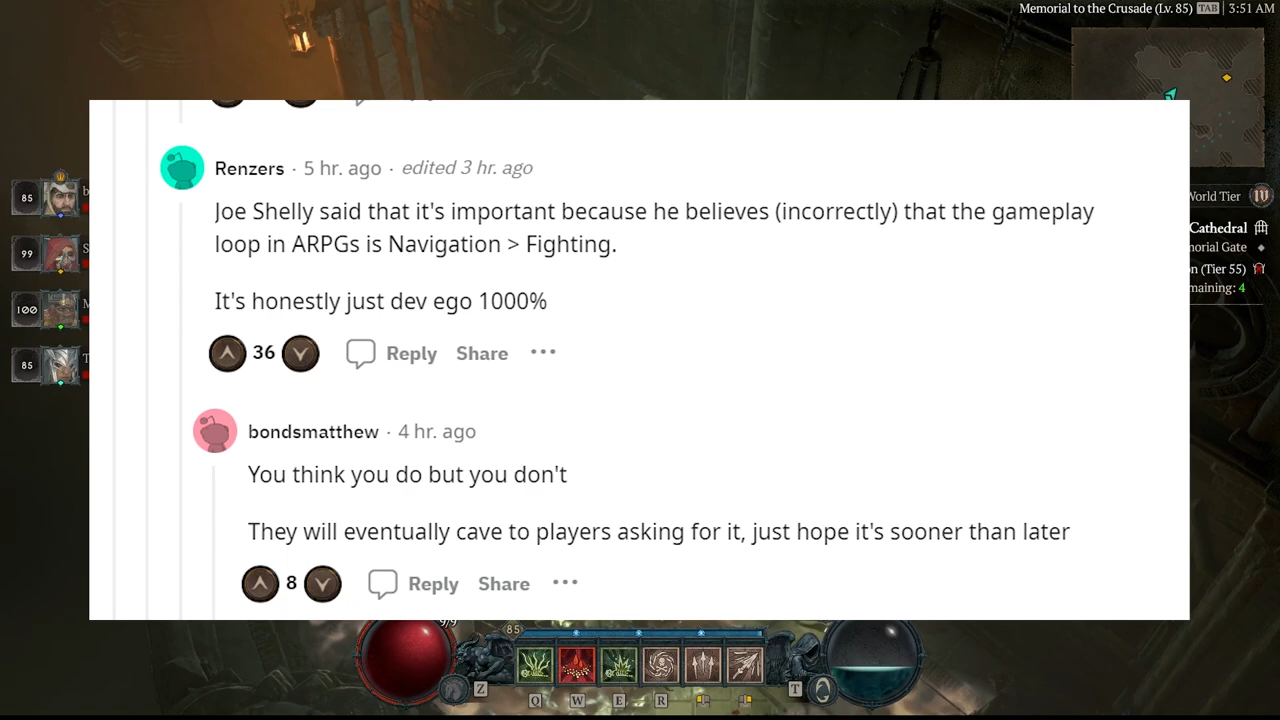 Memorial to the Crusade (Lv. 85) TAB 3:51 AM
Renzers · 5 hr. ago · edited 3 hr. ago
Joe Shelly said that it's important because he believes (incorrectly) that the gameplay
loop in ARPGs is Navigation > Fighting.
It's honestly just dev ego 1000%
36 Reply Share ···
bondsmatthew · 4 hr. ago
You think you do but you don't
They will eventually cave to players asking for it, just hope it's sooner than later
8 Reply Share ···
85
99
100
85
World Tier
Cathedral
morial Gate
n (Tier 55)
maining: 4
9/9
85
Z
Q W E R
T